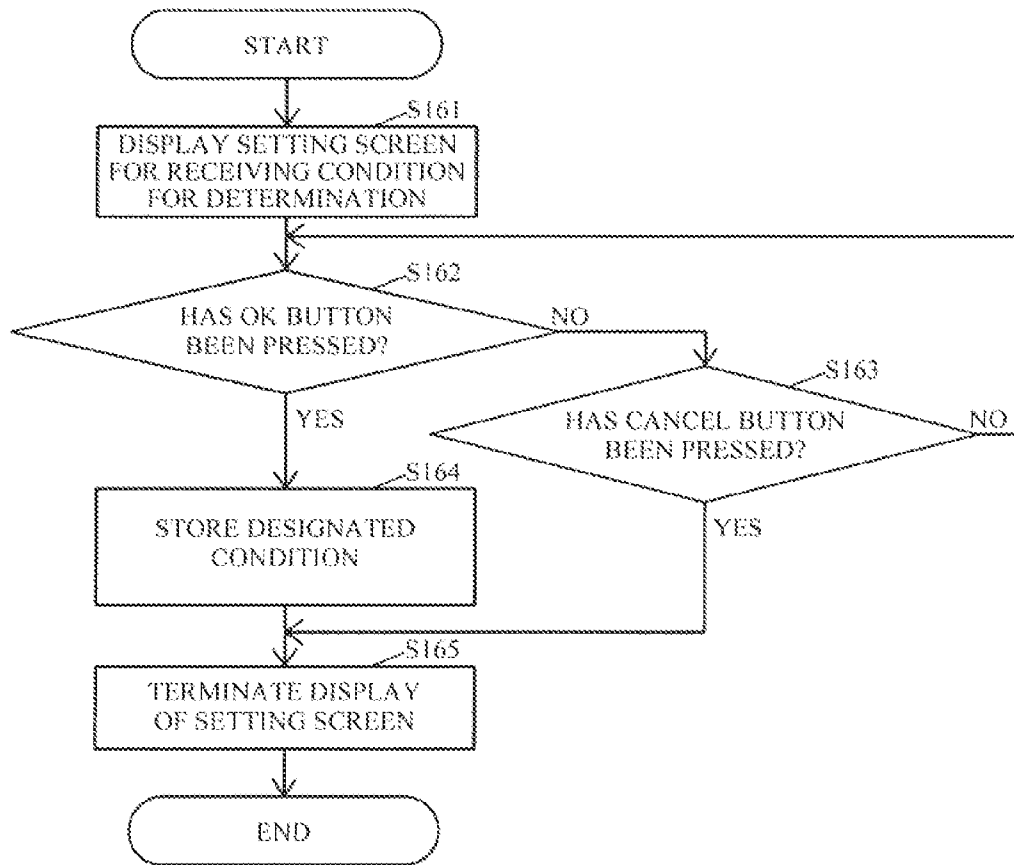 START
S161
DISPLAY SETTING SCREEN
FOR RECEIVING CONDITION
FOR DETERMINATION
S162
HAS OK BUTTON
BEEN PRESSED?
NO
YES
S163
HAS CANCEL BUTTON
BEEN PRESSED?
NO
YES
S164
STORE DESIGNATED
CONDITION
S165
TERMINATE DISPLAY
OF SETTING SCREEN
END